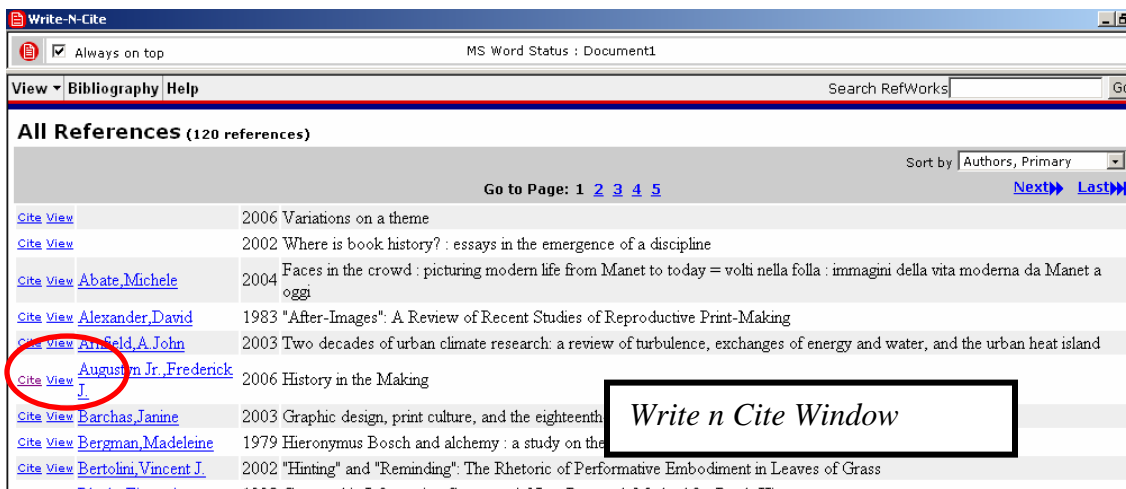 Write-N-Cite
Always on top MS Word Status : Document1
View Bibliography Help Search RefWorks Go
All References (120 references)
Sort by Authors, Primary
Go to Page: 1 2 3 4 5 Next Last
Cite View 2006 Variations on a theme
Cite View 2002 Where is book history? : essays in the emergence of a discipline
Cite View Abate,Michele 2004 Faces in the crowd : picturing modern life from Manet to today = volti nella folla : immagini della vita moderna da Manet a
oggi
Cite View Alexander,David 1983 "After-Images": A Review of Recent Studies of Reproductive Print-Making
Cite View Arnfield,A.John 2003 Two decades of urban climate research: a review of turbulence, exchanges of energy and water, and the urban heat island
Cite View Augustyn Jr.,Frederick
J. 2006 History in the Making
Cite View Barchas,Janine 2003 Graphic design, print culture, and the eighteenth
Cite View Bergman,Madeleine 1979 Hieronymus Bosch and alchemy : a study on the
Cite View Bertolini,Vincent J. 2002 "Hinting" and "Reminding": The Rhetoric of Performative Embodiment in Leaves of Grass
Write n Cite Window